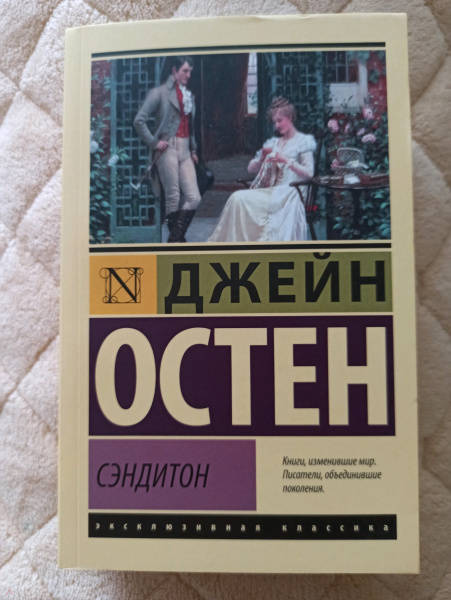 N
ДЖЕЙН
ОСТЕН
СЭНДИТОН
Книги, изменившие мир.
Писатели, объединившие
поколения.
эксклюзивная классика